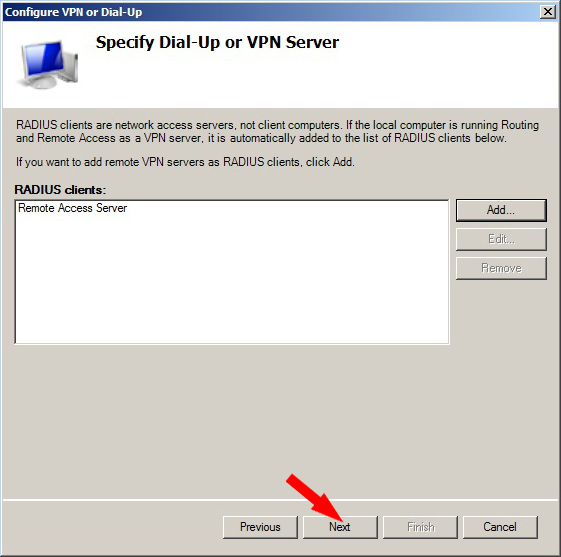 Configure VPN or Dial-Up
Specify Dial-Up or VPN Server
RADIUS clients are network access servers, not client computers. If the local computer is running Routing
and Remote Access as a VPN server, it is automatically added to the list of RADIUS clients below.
If you want to add remote VPN servers as RADIUS clients, click Add.
RADIUS clients:
Remote Access Server
Add...
Edit...
Remove
Previous
Next
Finish
Cancel